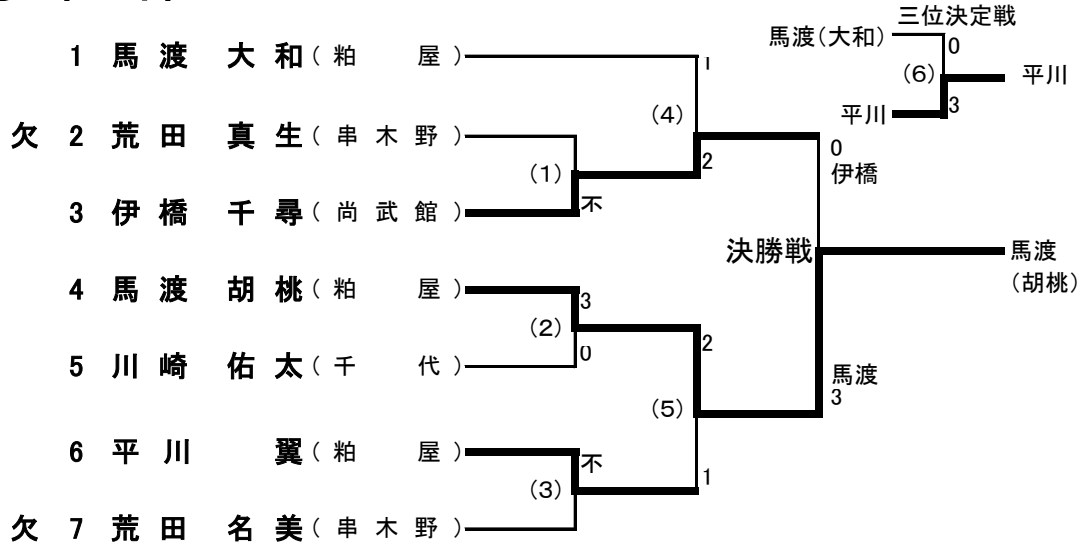 三位決定戦
馬渡(大和)
0
(6)
平川
平川
3
1 馬渡 大和(粕 屋)
1
(4)
欠 2 荒田 真生(串木野)
2
0
伊橋
(1)
不
3 伊橋 千尋(尚武館)
決勝戦
馬渡
(胡桃)
4 馬渡 胡桃(粕 屋)
3
(2)
0
2
5 川崎 佑太(千 代)
馬渡
3
(5)
6 平川 翼(粕 屋)
不
(3)
1
欠 7 荒田 名美(串木野)